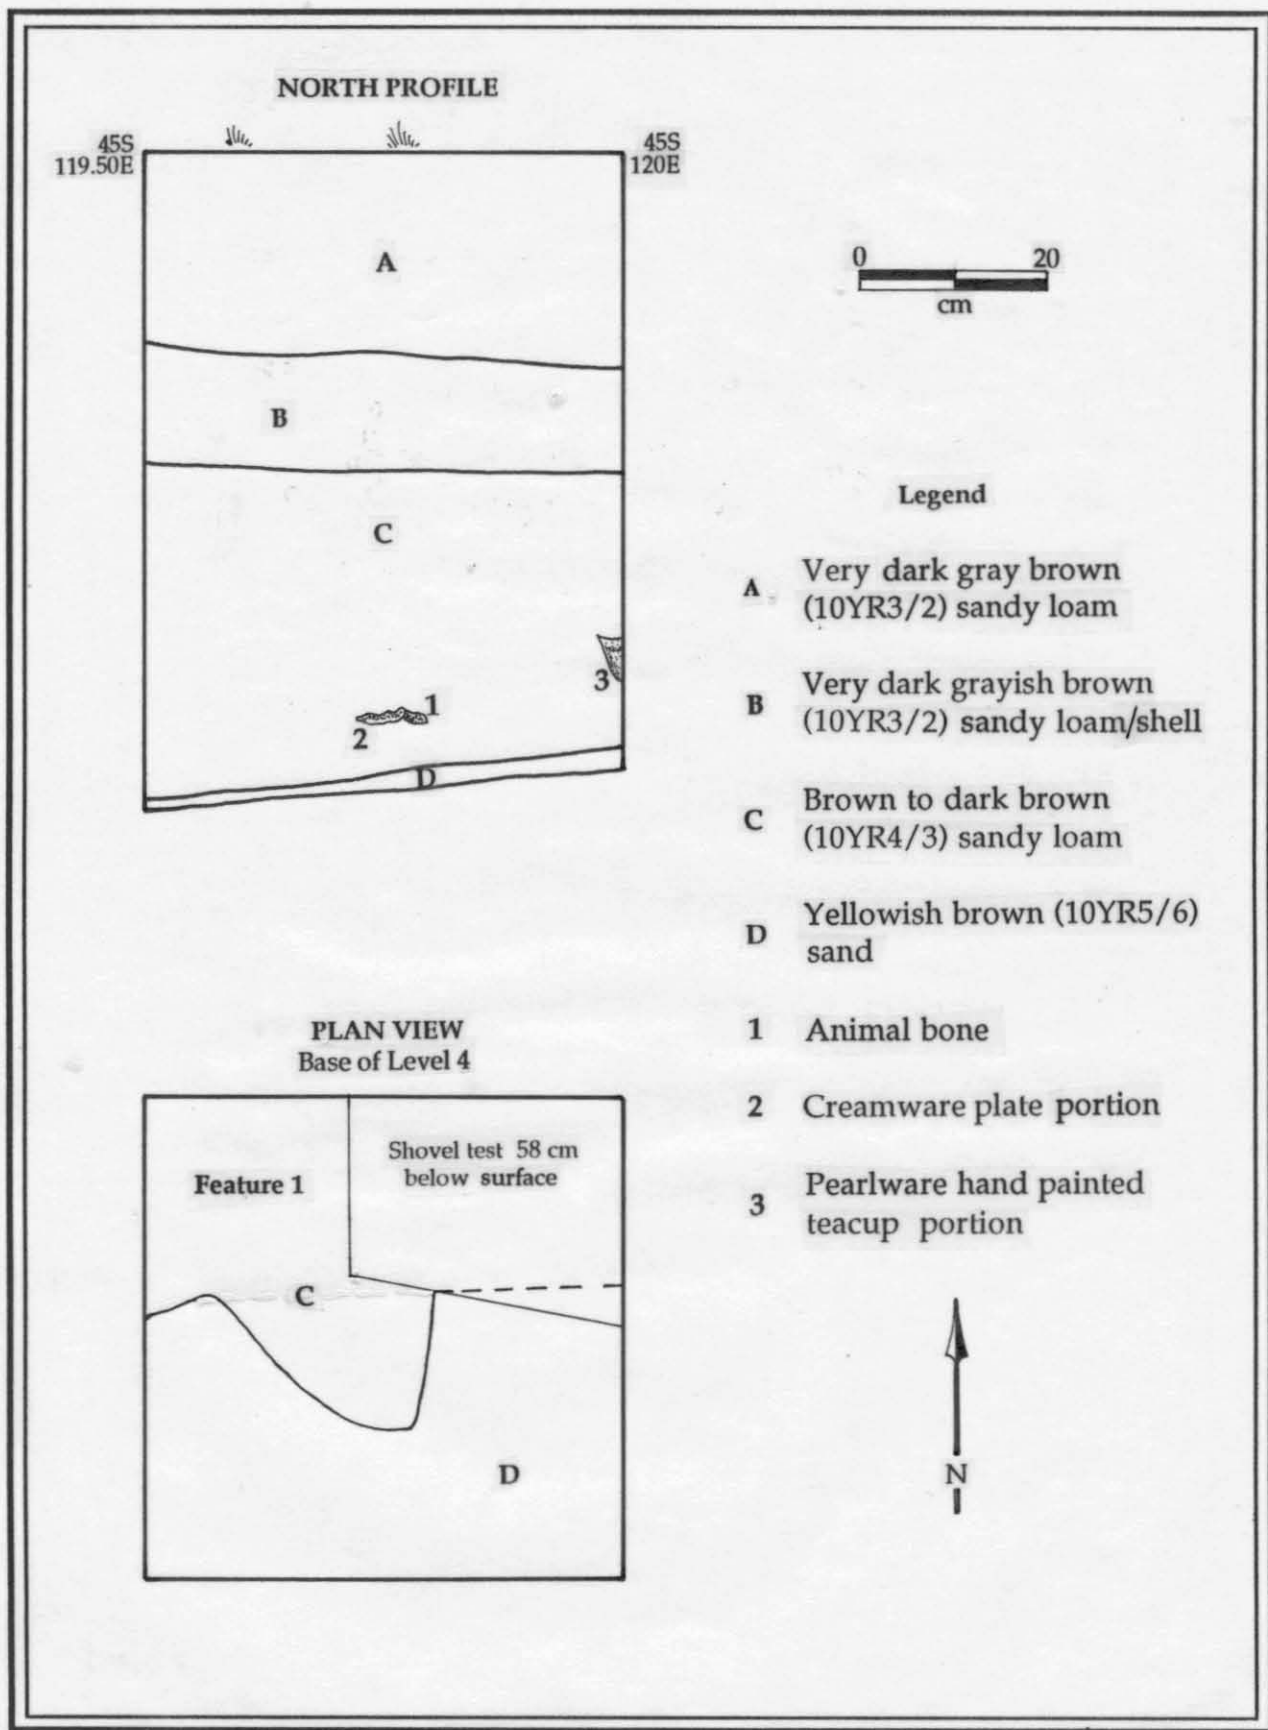 NORTH PROFILE
45S
119.50E
45S
120E
A
B
C
3
1
2
D
0 20
cm
Legend
A Very dark gray brown
(10YR3/2) sandy loam
B Very dark grayish brown
(10YR3/2) sandy loam/shell
C Brown to dark brown
(10YR4/3) sandy loam
D Yellowish brown (10YR5/6)
sand
1 Animal bone
2 Creamware plate portion
3 Pearlware hand painted
teacup portion
N
PLAN VIEW
Base of Level 4
Feature 1
Shovel test 58 cm
below surface
C
D